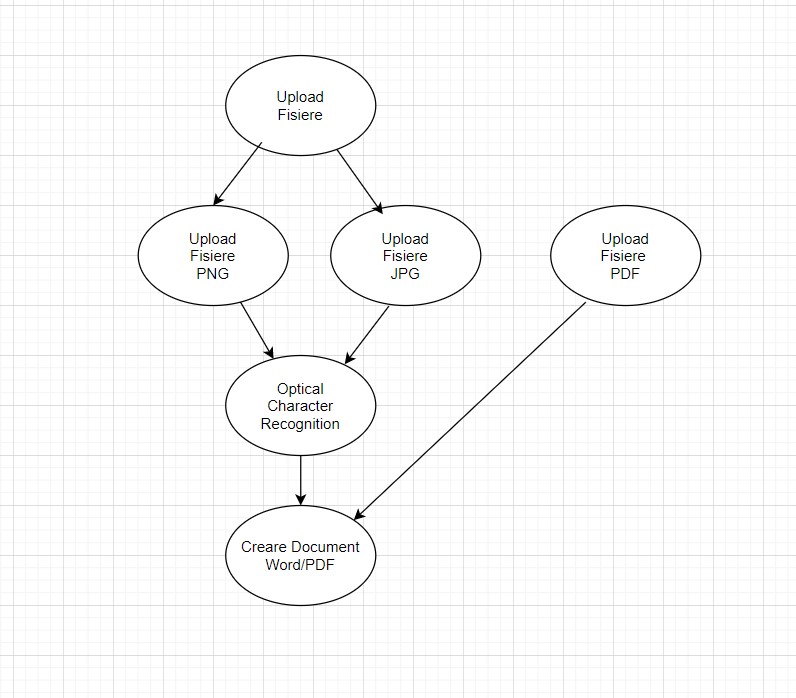 Upload
Fisiere
Upload
Fisiere
PNG
Upload
Fisiere
JPG
Upload
Fisiere
PDF
Optical
Character
Recognition
Creare Document
Word/PDF